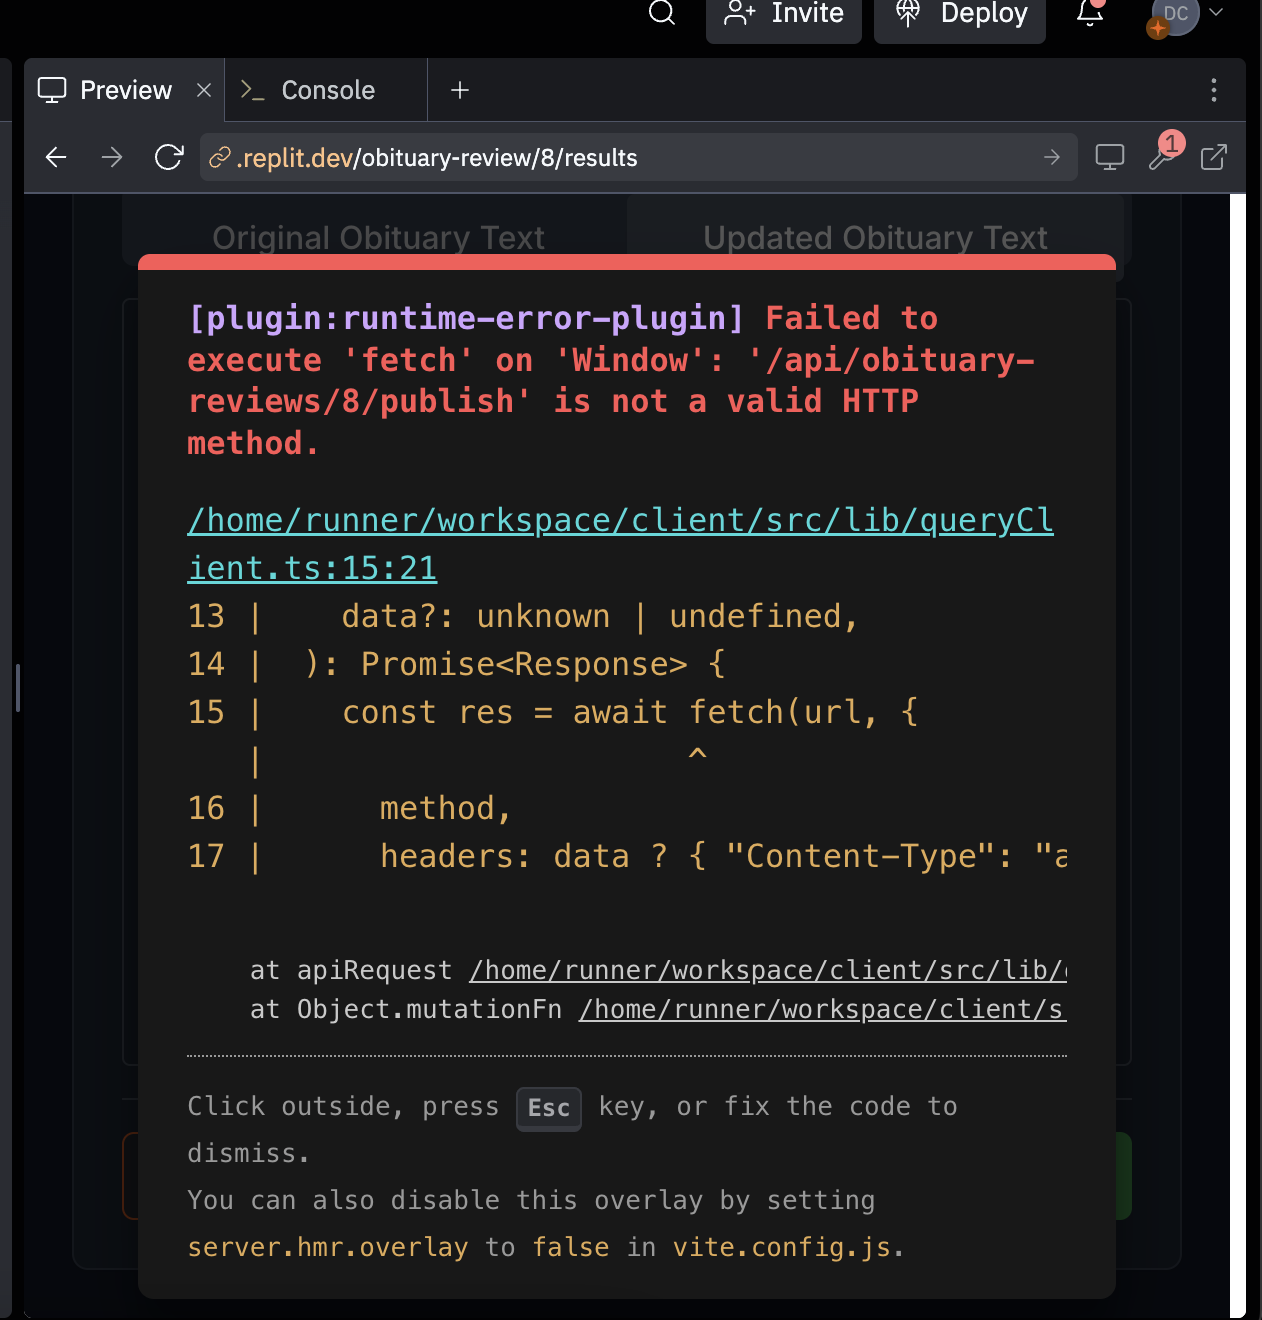 Invite
Deploy
DC
Preview
Console
.replit.dev/obituary-review/8/results
1
Original Obituary Text
Updated Obituary Text
[plugin:runtime-error-plugin] Failed to
execute 'fetch' on 'Window': '/api/obituary-
reviews/8/publish' is not a valid HTTP
method.
/home/runner/workspace/client/src/lib/queryCl
ient.ts:15:21
13 |    data?: unknown | undefined,
14 |  ): Promise<Response> {
15 |    const res = await fetch(url, {
   |                      ^
16 |      method,
17 |      headers: data ? { "Content-Type": "a
at apiRequest /home/runner/workspace/client/src/lib/
at Object.mutationFn /home/runner/workspace/client/s
Click outside, press Esc key, or fix the code to
dismiss.
You can also disable this overlay by setting
server.hmr.overlay to false in vite.config.js.